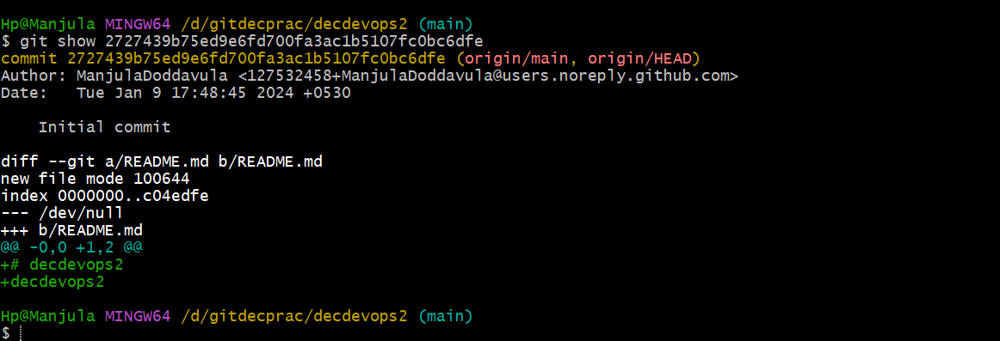 Hp@Manjula MINGW64 /d/gitdecprac/decdevops2 (main)
$ git show 2727439b75ed9e6fd700fa3ac1b5107fc0bc6dfe
commit 2727439b75ed9e6fd700fa3ac1b5107fc0bc6dfe (origin/main, origin/HEAD)
Author: ManjulaDoddavula <127532458+ManjulaDoddavula@users.noreply.github.com>
Date:   Tue Jan 9 17:48:45 2024 +0530
    Initial commit
diff --git a/README.md b/README.md
new file mode 100644
index 0000000..c04edfe
--- /dev/null
+++ b/README.md
@@ -0,0 +1,2 @@
+# decdevops2
+decdevops2
Hp@Manjula MINGW64 /d/gitdecprac/decdevops2 (main)
$